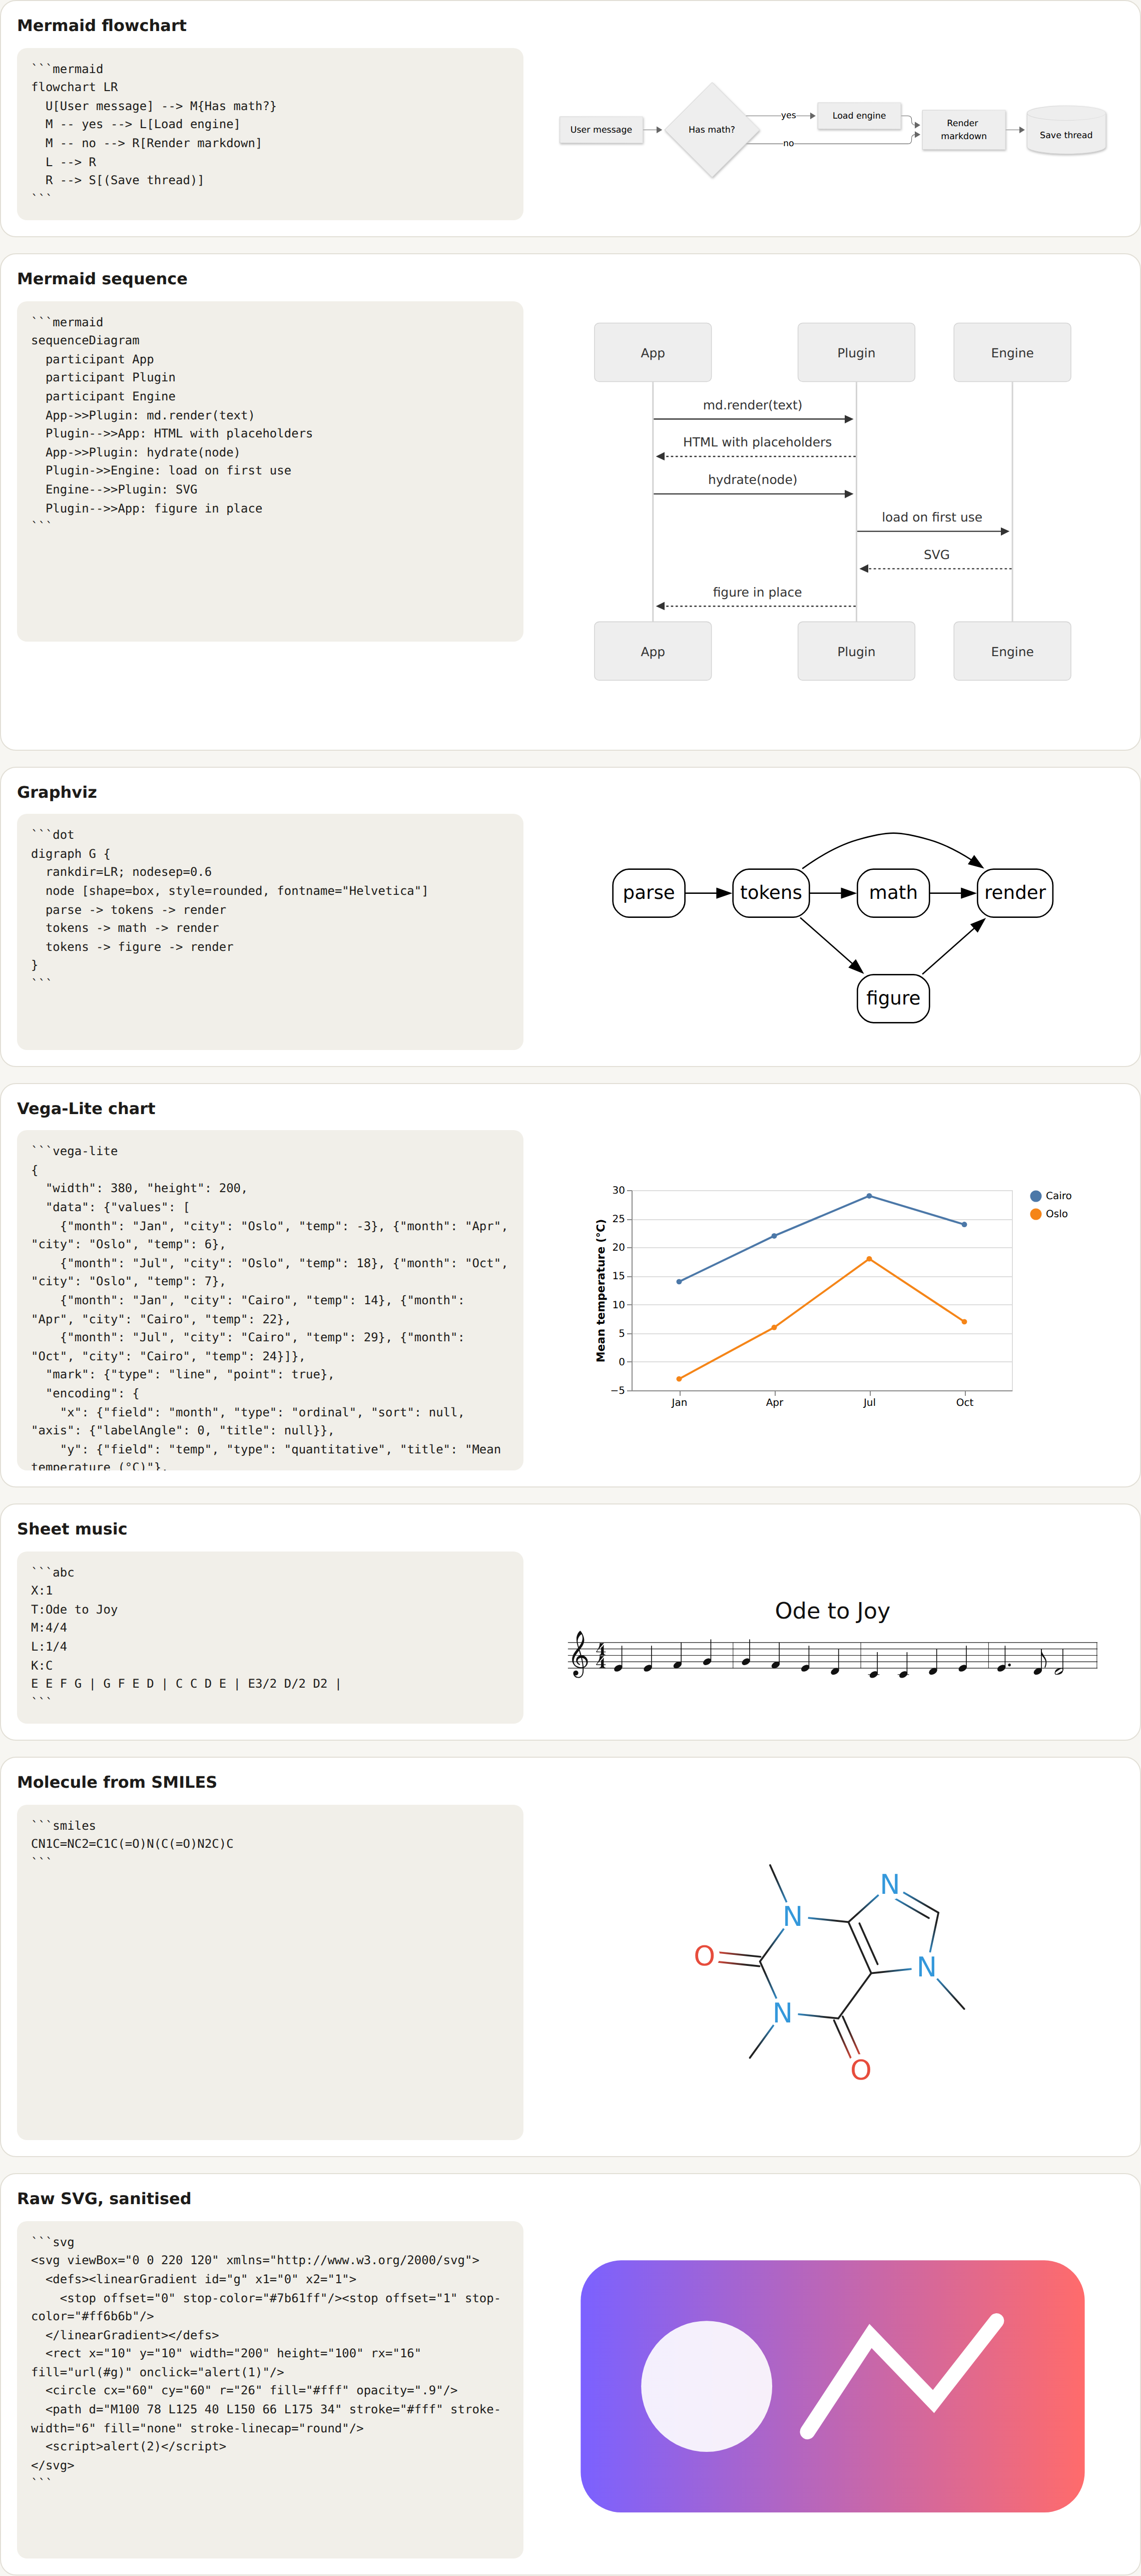 Mermaid flowchart
```mermaid
flowchart LR
  U[User message] --> M{Has math?}
  M -- yes --> L[Load engine]
  M -- no --> R[Render markdown]
  L --> R
  R --> S[(Save thread)]
```
User message
Has math?
yes
no
Load engine
Render
markdown
Save thread
Mermaid sequence
```mermaid
sequenceDiagram
  participant App
  participant Plugin
  participant Engine
  App->>Plugin: md.render(text)
  Plugin-->>App: HTML with placeholders
  App->>Plugin: hydrate(node)
  Plugin->>Engine: load on first use
  Engine-->>Plugin: SVG
  Plugin-->>App: figure in place
```
App
Plugin
Engine
md.render(text)
HTML with placeholders
hydrate(node)
load on first use
SVG
figure in place
App
Plugin
Engine
Graphviz
```dot
digraph G {
  rankdir=LR; nodesep=0.6
  node [shape=box, style=rounded, fontname="Helvetica"]
  parse -> tokens -> render
  tokens -> math -> render
  tokens -> figure -> render
}
```
parse
tokens
math
render
figure
Vega-Lite chart
```vega-lite
{
  "width": 380, "height": 200,
  "data": {"values": [
    {"month": "Jan", "city": "Oslo", "temp": -3}, {"month": "Apr",
"city": "Oslo", "temp": 6},
    {"month": "Jul", "city": "Oslo", "temp": 18}, {"month": "Oct",
"city": "Oslo", "temp": 7},
    {"month": "Jan", "city": "Cairo", "temp": 14}, {"month":
"Apr", "city": "Cairo", "temp": 22},
    {"month": "Jul", "city": "Cairo", "temp": 29}, {"month":
"Oct", "city": "Cairo", "temp": 24}]},
  "mark": {"type": "line", "point": true},
  "encoding": {
    "x": {"field": "month", "type": "ordinal", "sort": null,
"axis": {"labelAngle": 0, "title": null}},
    "y": {"field": "temp", "type": "quantitative", "title": "Mean
temperature (°C)"},
Mean temperature (°C)
30
25
20
15
10
5
0
−5
Jan
Apr
Jul
Oct
Cairo
Oslo
Sheet music
```abc
X:1
T:Ode to Joy
M:4/4
L:1/4
K:C
E E F G | G F E D | C C D E | E3/2 D/2 D2 |
```
Ode to Joy
4
4
Molecule from SMILES
```smiles
CN1C=NC2=C1C(=O)N(C(=O)N2C)C
```
N
N
O
N
N
O
Raw SVG, sanitised
```svg
<svg viewBox="0 0 220 120" xmlns="http://www.w3.org/2000/svg">
  <defs><linearGradient id="g" x1="0" x2="1">
    <stop offset="0" stop-color="#7b61ff"/><stop offset="1" stop-
color="#ff6b6b"/>
  </linearGradient></defs>
  <rect x="10" y="10" width="200" height="100" rx="16"
fill="url(#g)" onclick="alert(1)"/>
  <circle cx="60" cy="60" r="26" fill="#fff" opacity=".9"/>
  <path d="M100 78 L125 40 L150 66 L175 34" stroke="#fff" stroke-
width="6" fill="none" stroke-linecap="round"/>
  <script>alert(2)</script>
</svg>
```